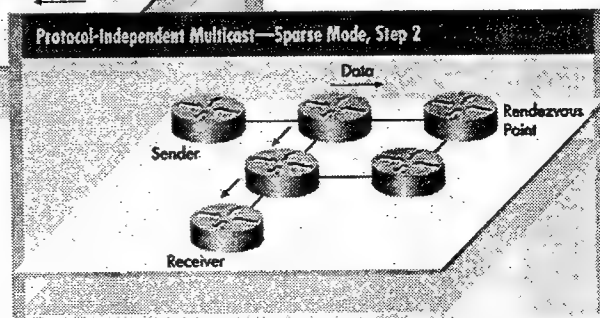 Protocol-Independent Multicast—Sparse Mode, Step 2
Data
Rendezvous
Point
Sender
Receiver